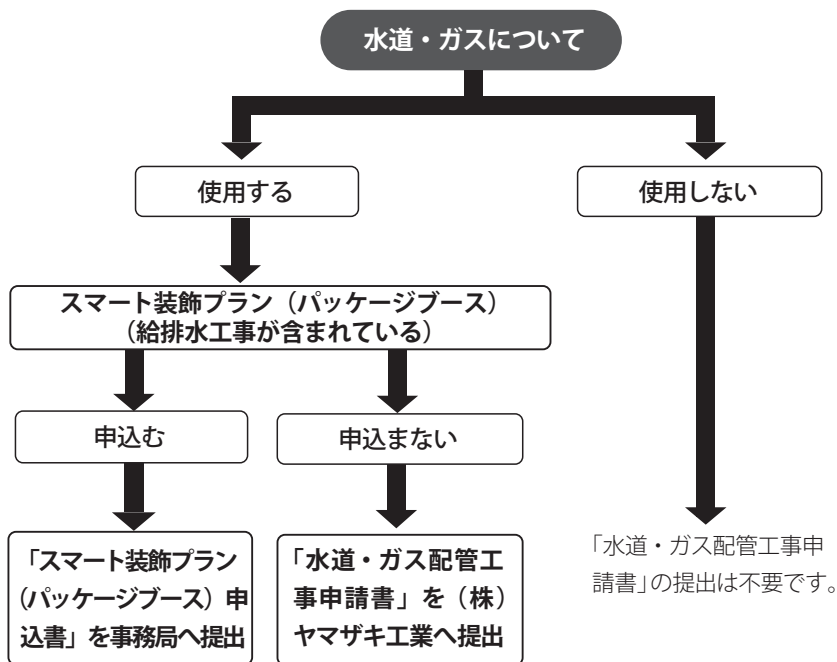 水道・ガスについて
使用する
使用しない
スマート装飾プラン（パッケージブース）
（給排水工事が含まれている）
申込む
申込まない
「スマート装飾プラン
（パッケージブース）申
込書」を事務局へ提出
「水道・ガス配管工
事申請書」を（株）
ヤマザキ工業へ提出
「水道・ガス配管工事申
請書」の提出は不要です。